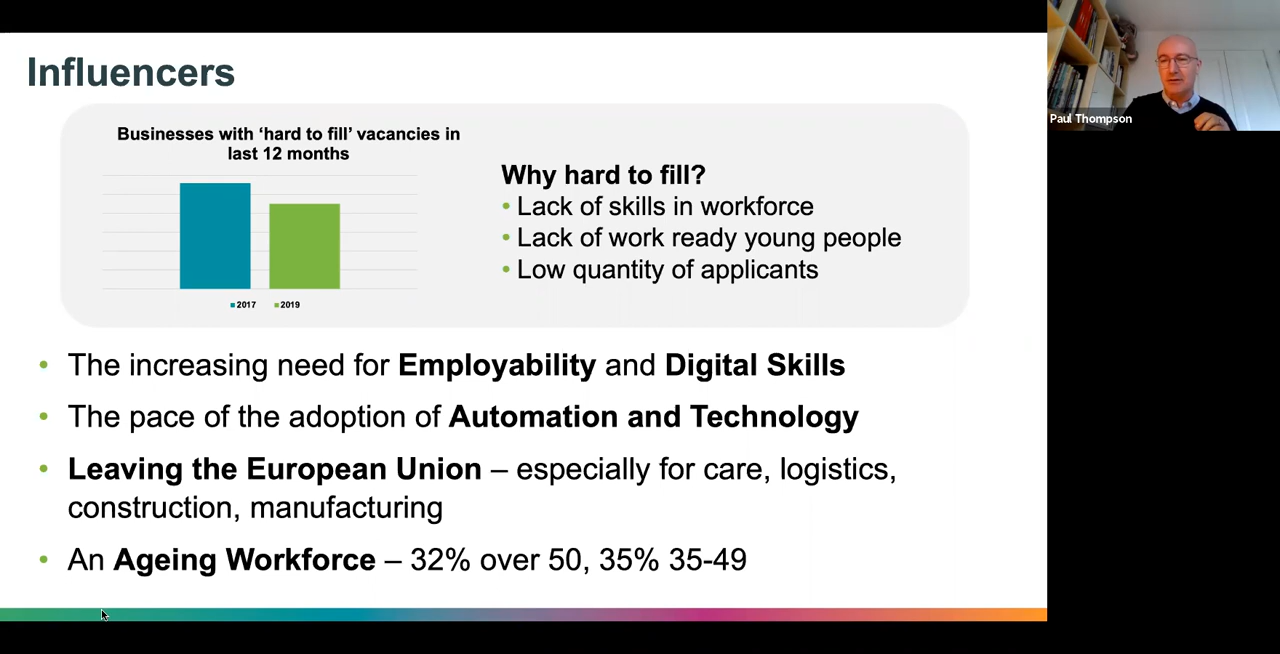 Influencers
Businesses with ‘hard to fill’ vacancies in
last 12 months
2017 2019
Why hard to fill?
• Lack of skills in workforce
• Lack of work ready young people
• Low quantity of applicants
• The increasing need for Employability and Digital Skills
• The pace of the adoption of Automation and Technology
• Leaving the European Union – especially for care, logistics,
construction, manufacturing
• An Ageing Workforce – 32% over 50, 35% 35-49
Paul Thompson